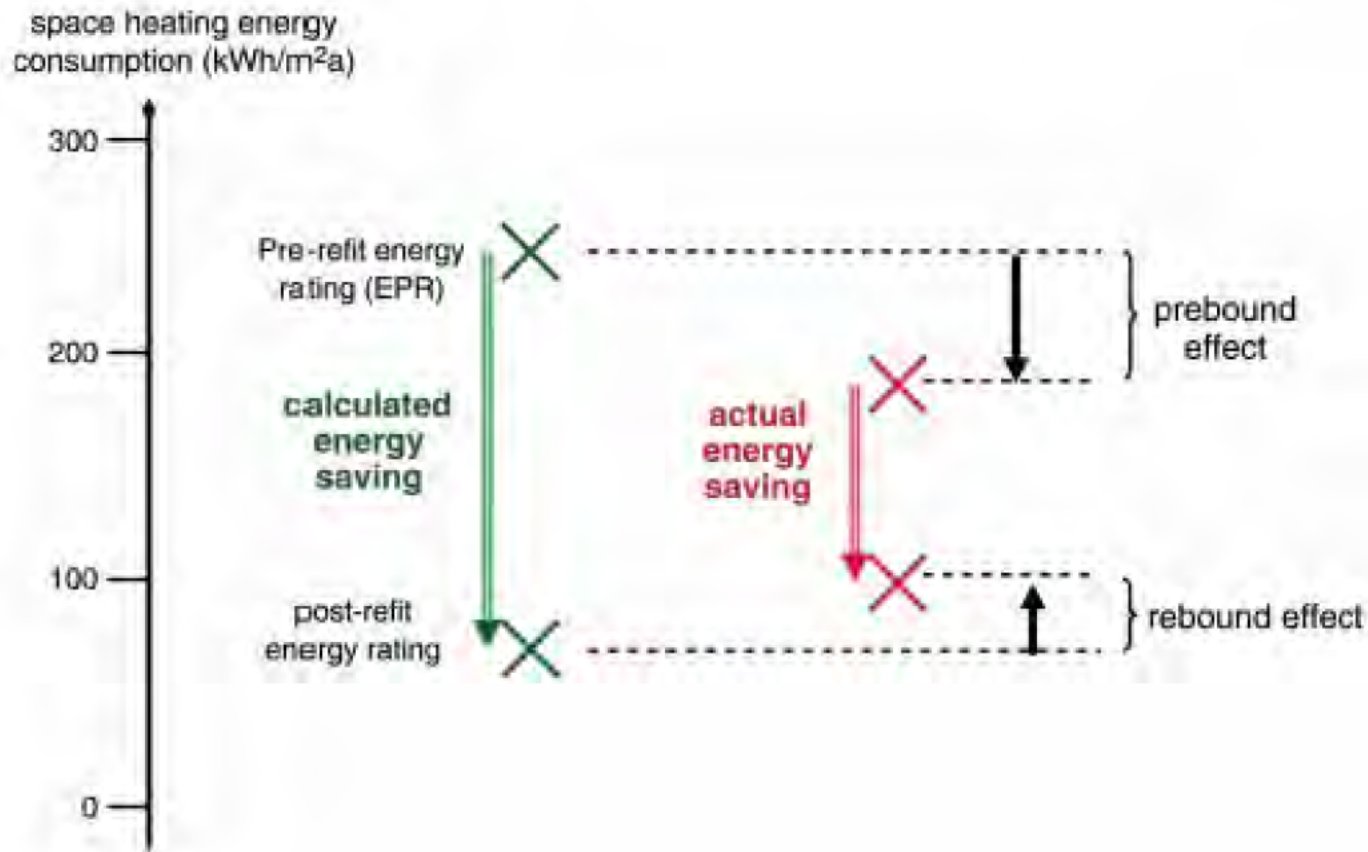 space heating energy
consumption (kWh/m²a)
300
Pre-refit energy
rating (EPR)
prebound
effect
200
calculated
energy
saving
actual
energy
saving
100
post-refit
energy rating
rebound effect
0